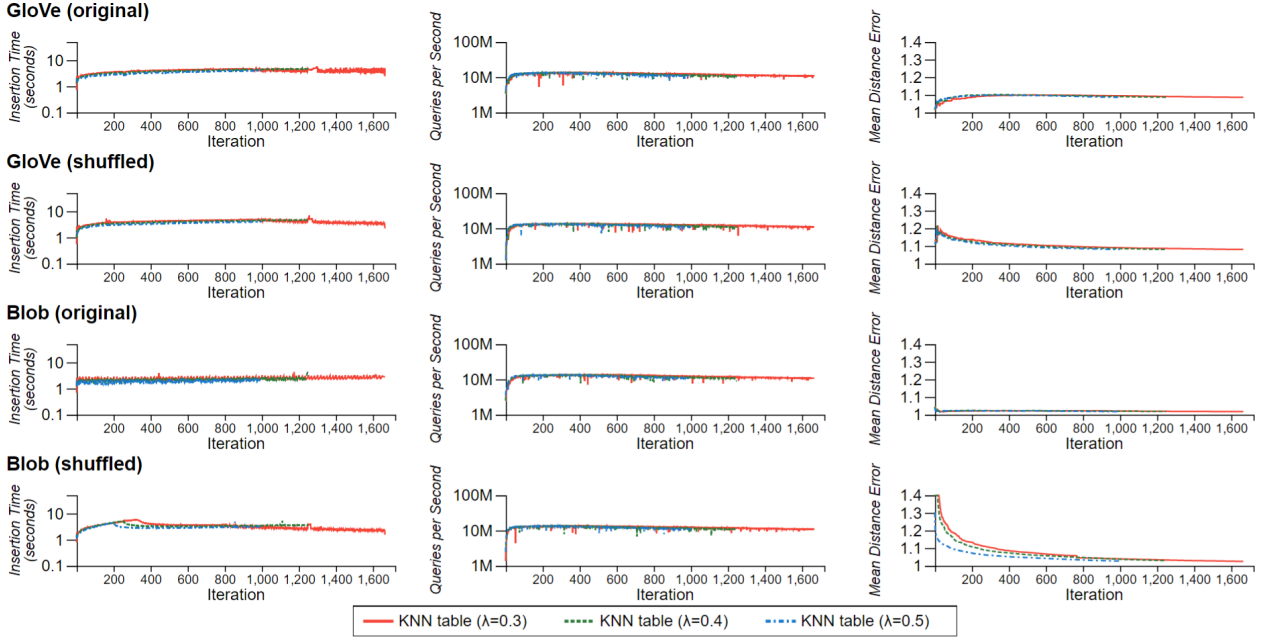 GloVe (original)
Insertion Time
(seconds)
10
1
0.1
200 400 600 800 1,000 1,200 1,400 1,600
Iteration
Queries per Second
100M
10M
1M
200 400 600 800 1,000 1,200 1,400 1,600
Iteration
Mean Distance Error
1.4
1.3
1.2
1.1
1
200 400 600 800 1,000 1,200 1,400 1,600
Iteration
GloVe (shuffled)
Insertion Time
(seconds)
10
1
0.1
200 400 600 800 1,000 1,200 1,400 1,600
Iteration
Queries per Second
100M
10M
1M
200 400 600 800 1,000 1,200 1,400 1,600
Iteration
Mean Distance Error
1.4
1.3
1.2
1.1
1
200 400 600 800 1,000 1,200 1,400 1,600
Iteration
Blob (original)
Insertion Time
(seconds)
10
1
0.1
200 400 600 800 1,000 1,200 1,400 1,600
Iteration
Queries per Second
100M
10M
1M
200 400 600 800 1,000 1,200 1,400 1,600
Iteration
Mean Distance Error
1.4
1.3
1.2
1.1
1
200 400 600 800 1,000 1,200 1,400 1,600
Iteration
Blob (shuffled)
Insertion Time
(seconds)
10
1
0.1
200 400 600 800 1,000 1,200 1,400 1,600
Iteration
Queries per Second
100M
10M
1M
200 400 600 800 1,000 1,200 1,400 1,600
Iteration
Mean Distance Error
1.4
1.3
1.2
1.1
1
200 400 600 800 1,000 1,200 1,400 1,600
Iteration
KNN table (λ=0.3) KNN table (λ=0.4) KNN table (λ=0.5)